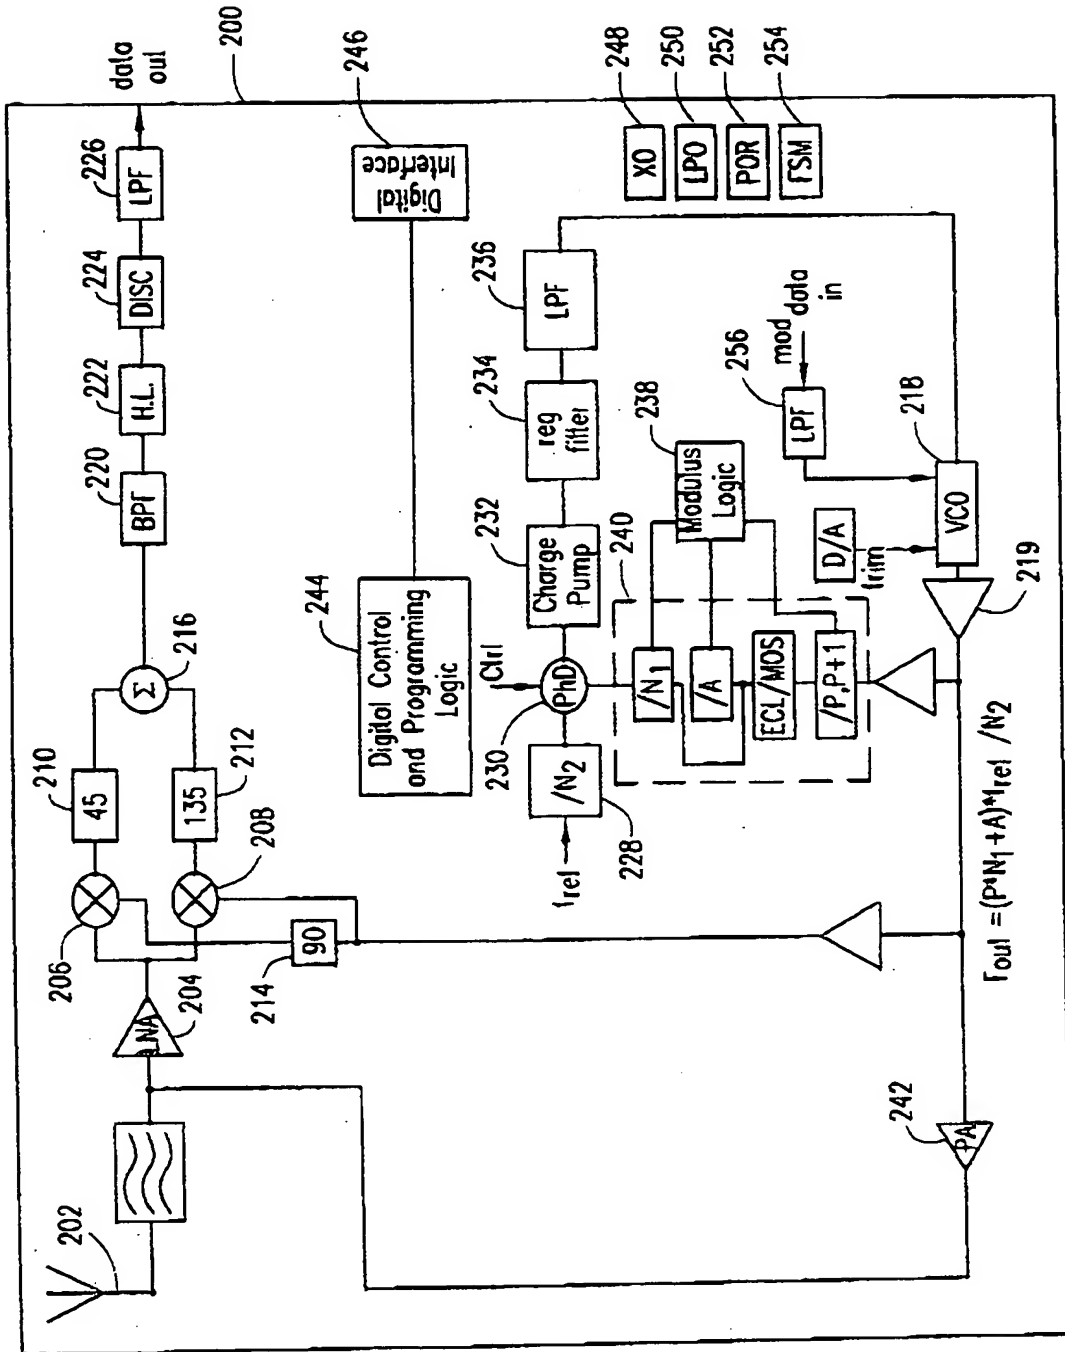 200
data
out
226
LPF
224
DISC
222
H.L.
220
BPF
216
Σ
210
45
212
135
206
208
214
90
204
LNA
202
246
Digital
Interface
244
Digital Control
and Programming
Logic
248
XO
250
LPO
252
POR
254
FSM
236
LPF
234
reg
filter
232
Charge
Pump
Ctrl
PhD
230
/N2
228
fref
238
Modulus
Logic
240
/N1
/A
ECL/MOS
/P,P+1
256
LPF
mod data
in
218
VCO
D/A
trim
219
242
PA
Fout =(P*N1+A)*fref /N2